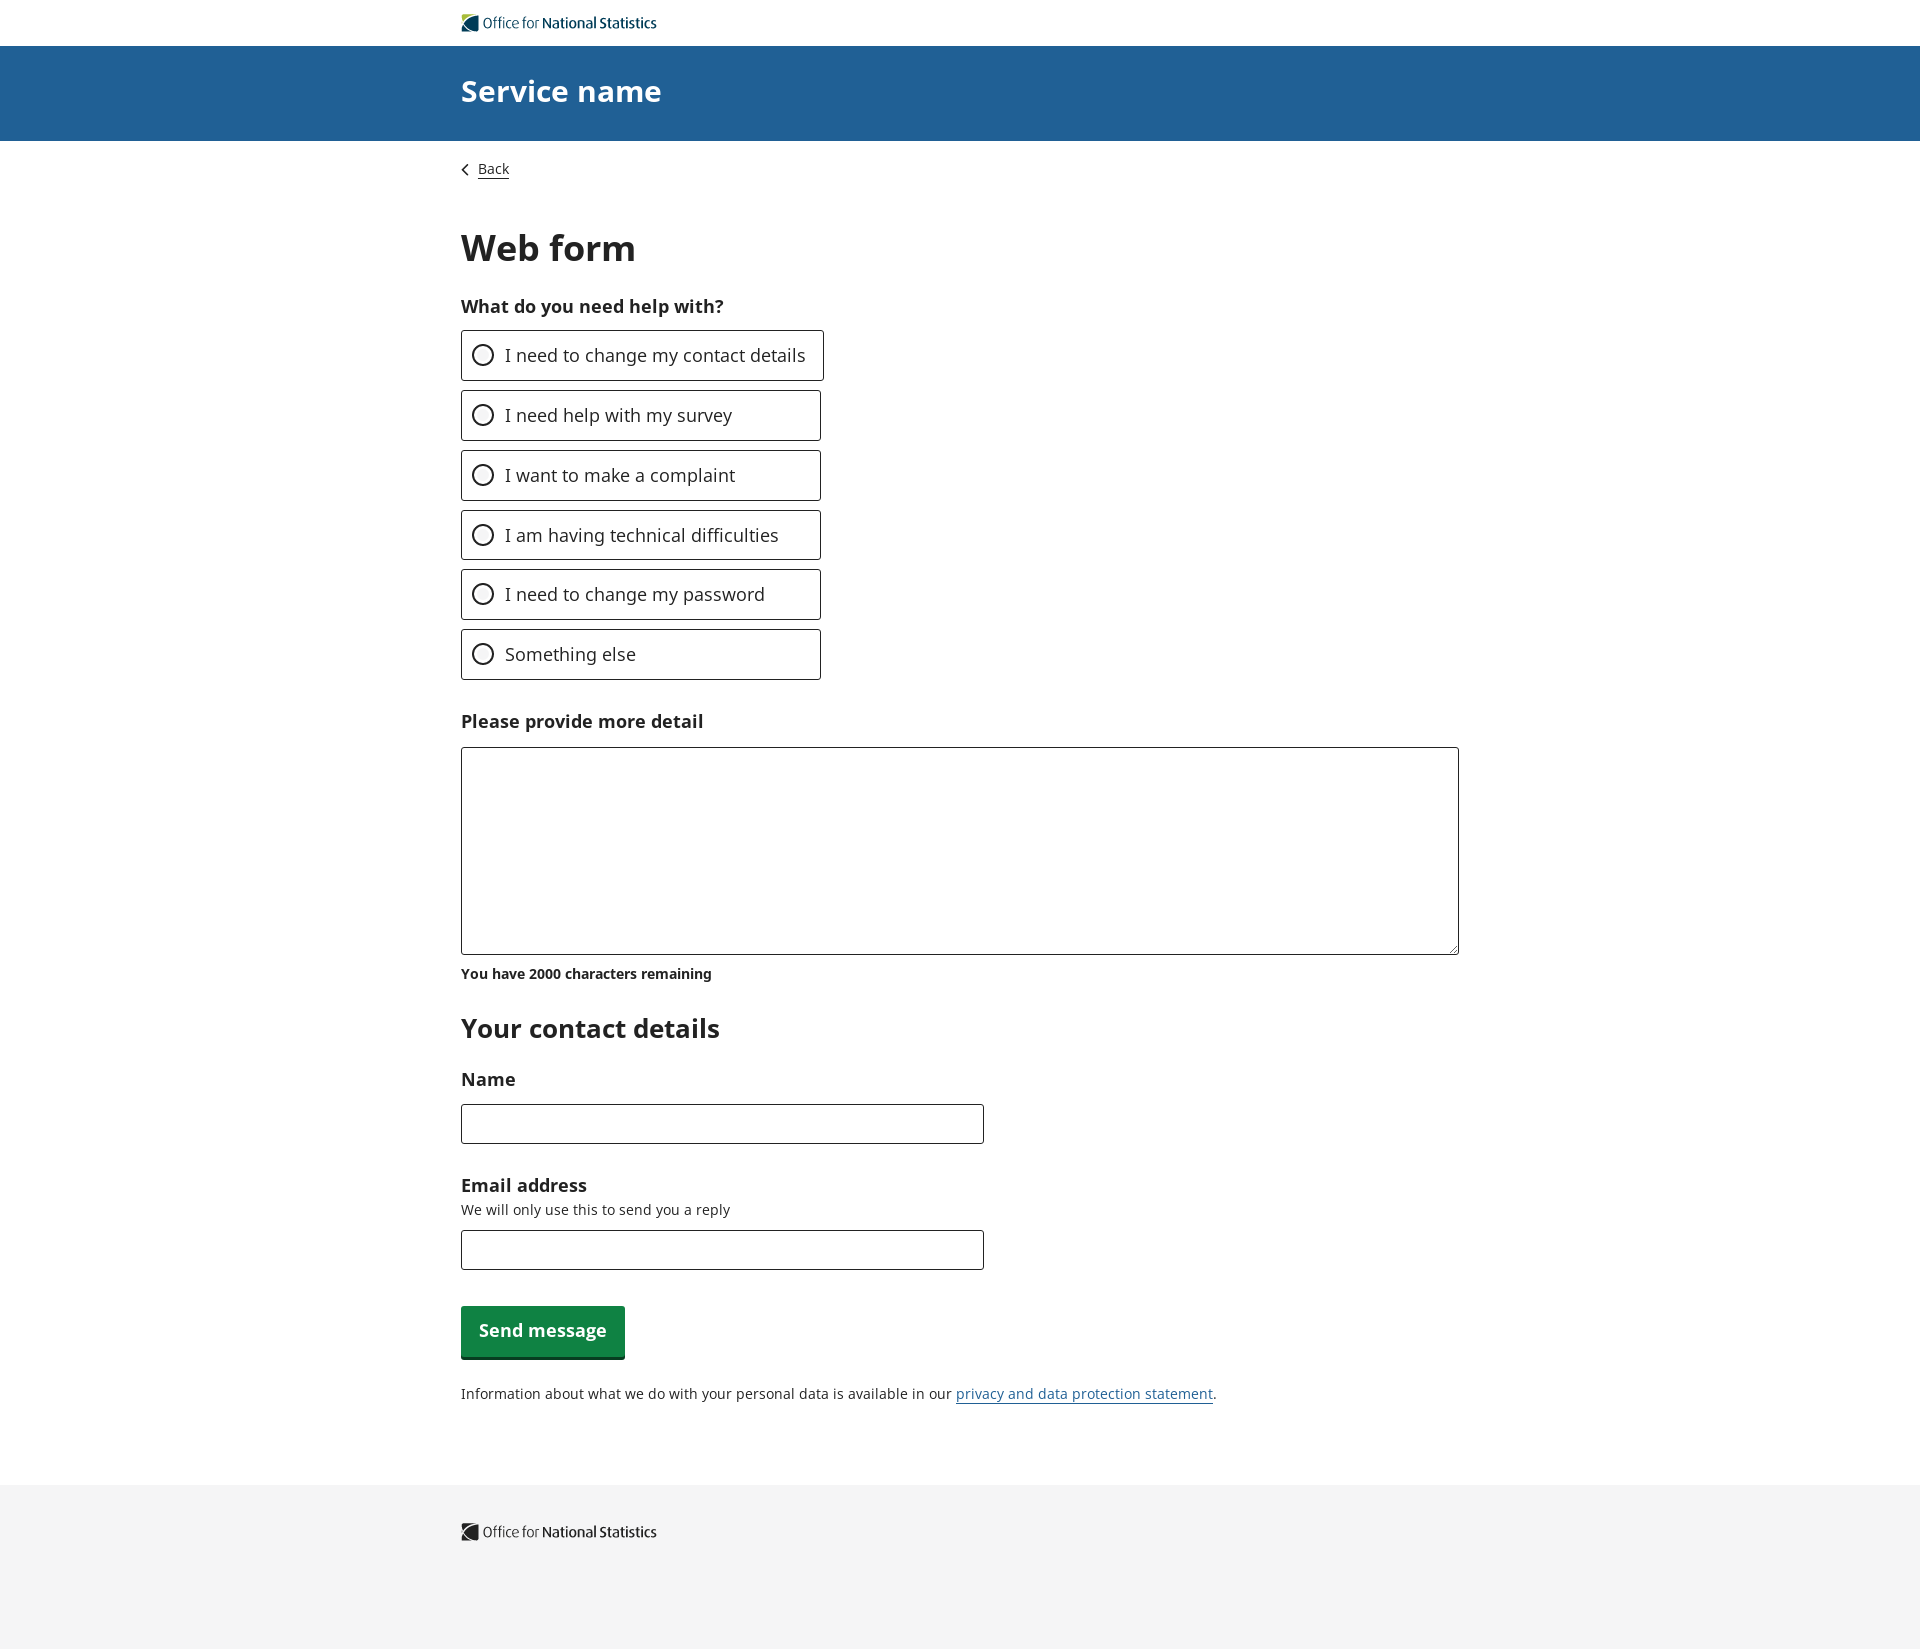 Office for National Statistics
Service name
Back
Web form
What do you need help with?
I need to change my contact details
I need help with my survey
I want to make a complaint
I am having technical difficulties
I need to change my password
Something else
Please provide more detail
You have 2000 characters remaining
Your contact details
Name
Email address
We will only use this to send you a reply
Send message
Information about what we do with your personal data is available in our privacy and data protection statement.
Office for National Statistics